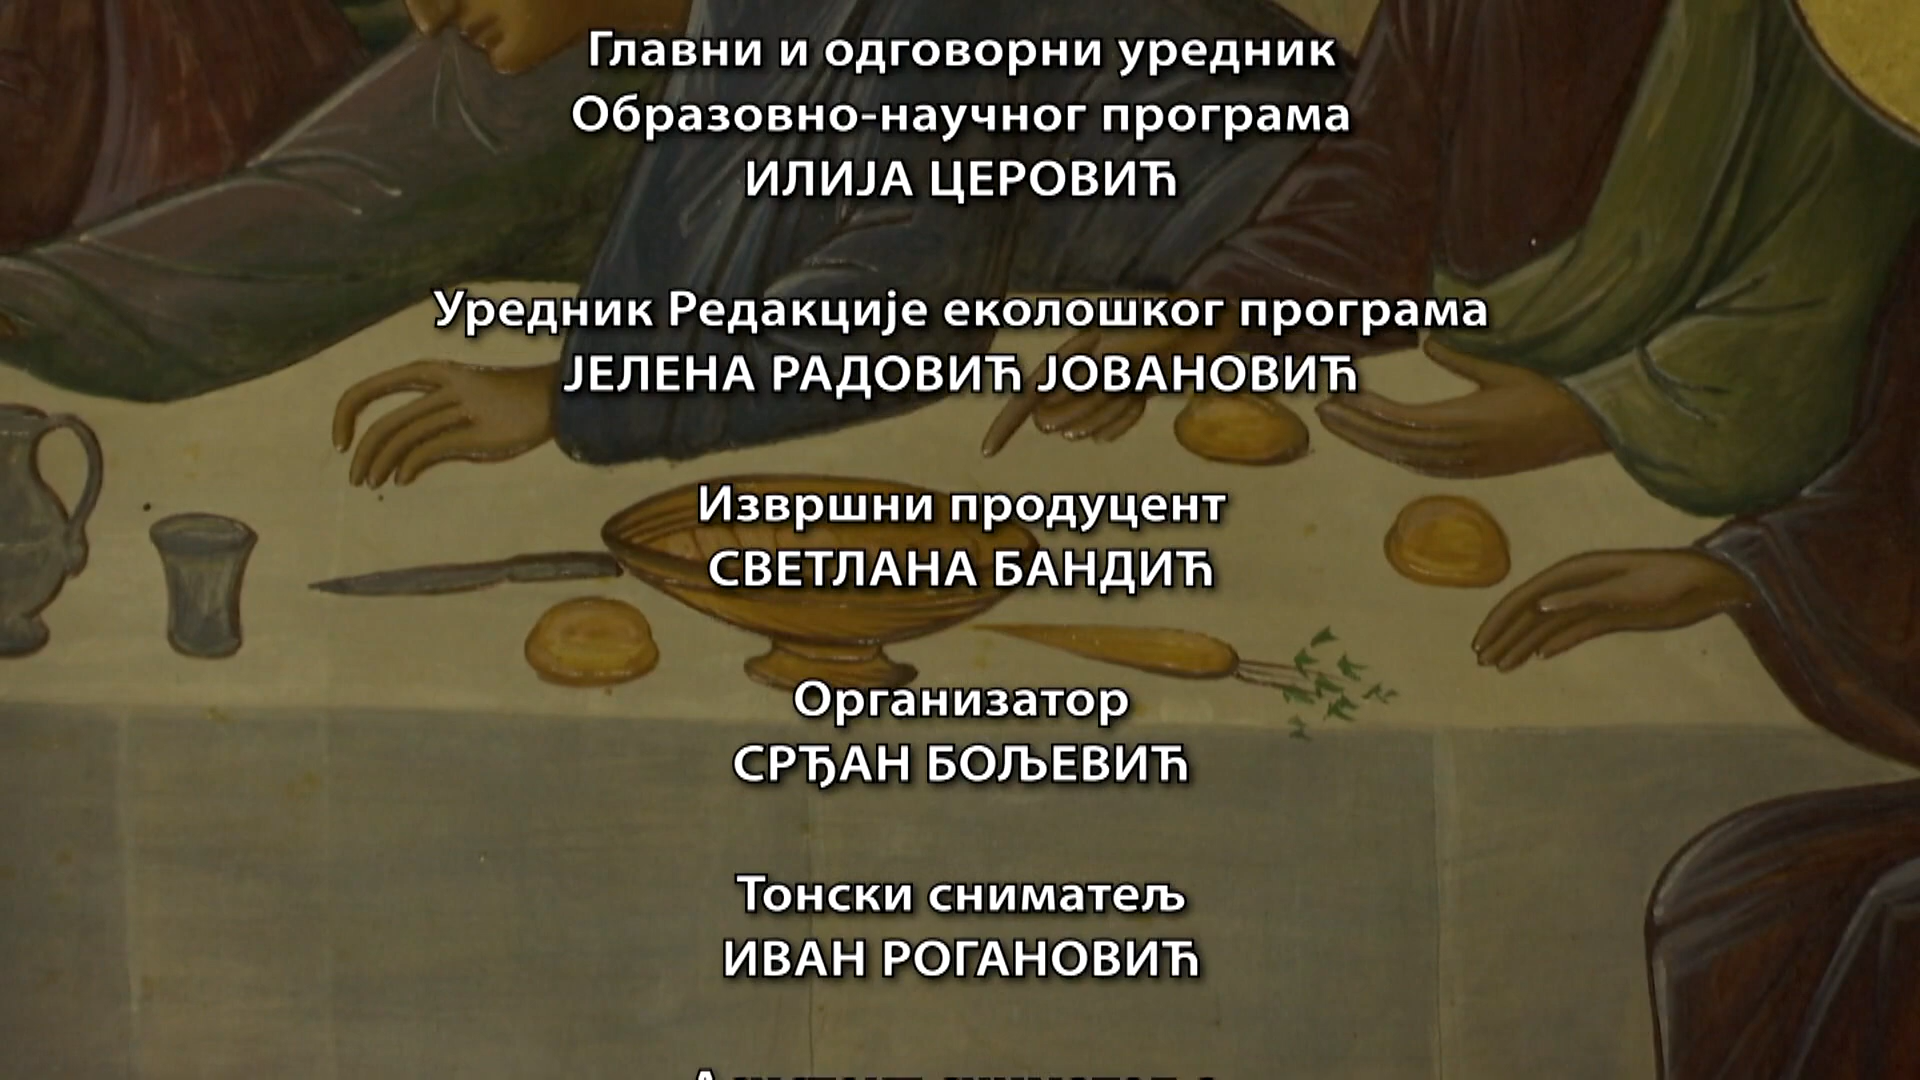 Главни и одговорни уредник
Образовно-научног програма
ИЛИЈА ЦЕРОВИЋ
Уредник Редакције еколошког програма
ЈЕЛЕНА РАДОВИЋ ЈОВАНОВИЋ
Извршни продуцент
СВЕТЛАНА БАНДИЋ
Организатор
СРЂАН БОЉЕВИЋ
Тонски сниматељ
ИВАН РОГАНОВИЋ